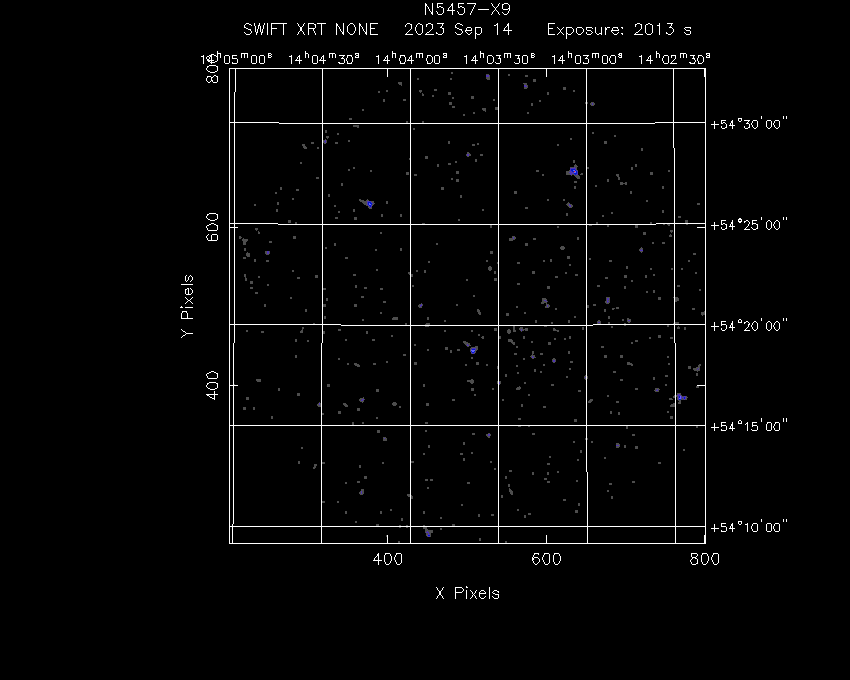 N5457-X9
SWIFT XRT NONE 2023 Sep 14 Exposure: 2013 s
14ʰ05ᵐ00ˢ 14ʰ04ᵐ30ˢ 14ʰ04ᵐ00ˢ 14ʰ03ᵐ30ˢ 14ʰ03ᵐ00ˢ 14ʰ02ᵐ30ˢ
800
+54°30'00"
600
+54°25'00"
Y Pixels
+54°20'00"
400
+54°15'00"
+54°10'00"
400 600 800
X Pixels